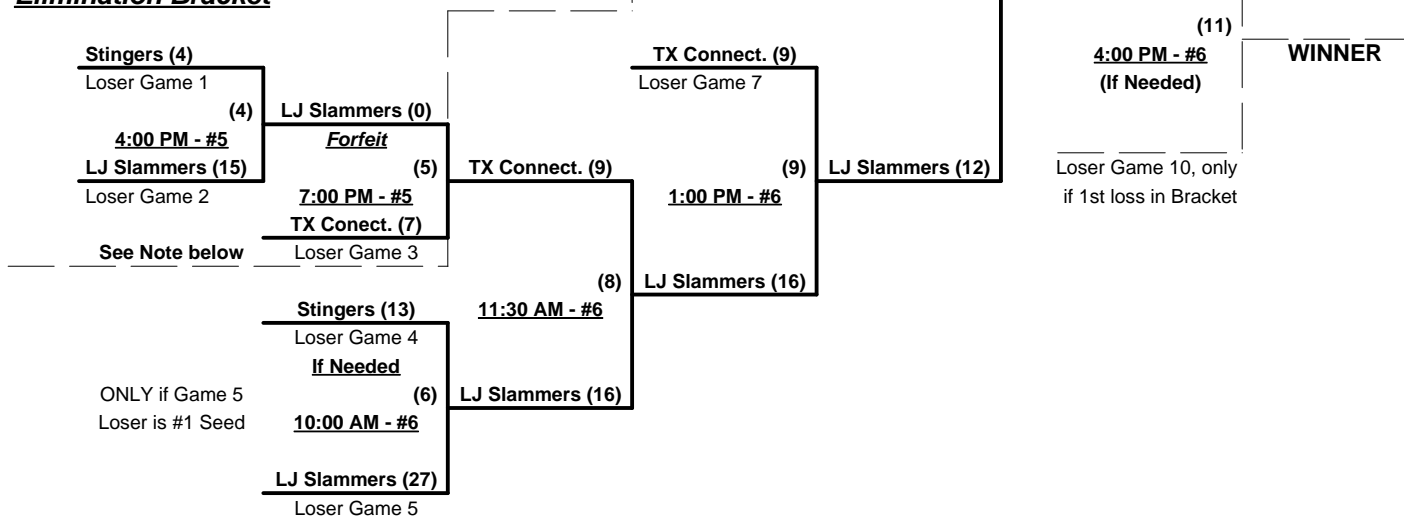 Elimination Bracket
Stingers (4)
Loser Game 1
(4)
4:00 PM - #5
LJ Slammers (15)
Loser Game 2
LJ Slammers (0)
Forfeit
(5)
7:00 PM - #5
TX Conect. (7)
Loser Game 3
See Note below
TX Connect. (9)
(8)
11:30 AM - #6
Stingers (13)
Loser Game 4
If Needed
(6)
10:00 AM - #6
ONLY if Game 5
Loser is #1 Seed
LJ Slammers (27)
Loser Game 5
LJ Slammers (16)
TX Connect. (9)
Loser Game 7
(9)
1:00 PM - #6
LJ Slammers (16)
LJ Slammers (12)
(11)
4:00 PM - #6
(If Needed)
WINNER
Loser Game 10, only
if 1st loss in Bracket